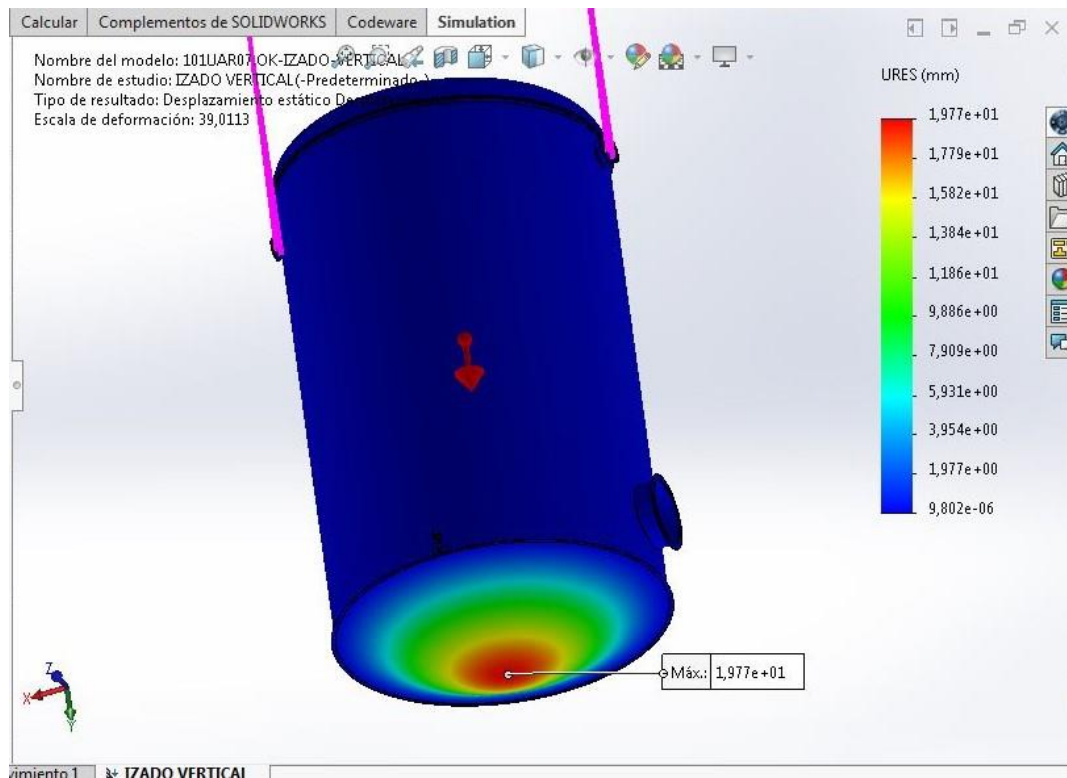 Calcular Complementos de SOLIDWORKS Codeware Simulation
Nombre del modelo: 101UAR07-OK-IZADO-VERTICAL
Nombre de estudio: IZADO VERTICAL(-Predeterminado-)
Tipo de resultado: Desplazamiento estático
Escala de deformación: 39,0113
URES (mm)
1,977e+01
1,779e+01
1,582e+01
1,384e+01
1,186e+01
9,886e+00
7,909e+00
5,931e+00
3,954e+00
1,977e+00
9,802e-06
Máx.: 1,977e+01
Z
X
Y
vimiento 1 IZADO VERTICAL